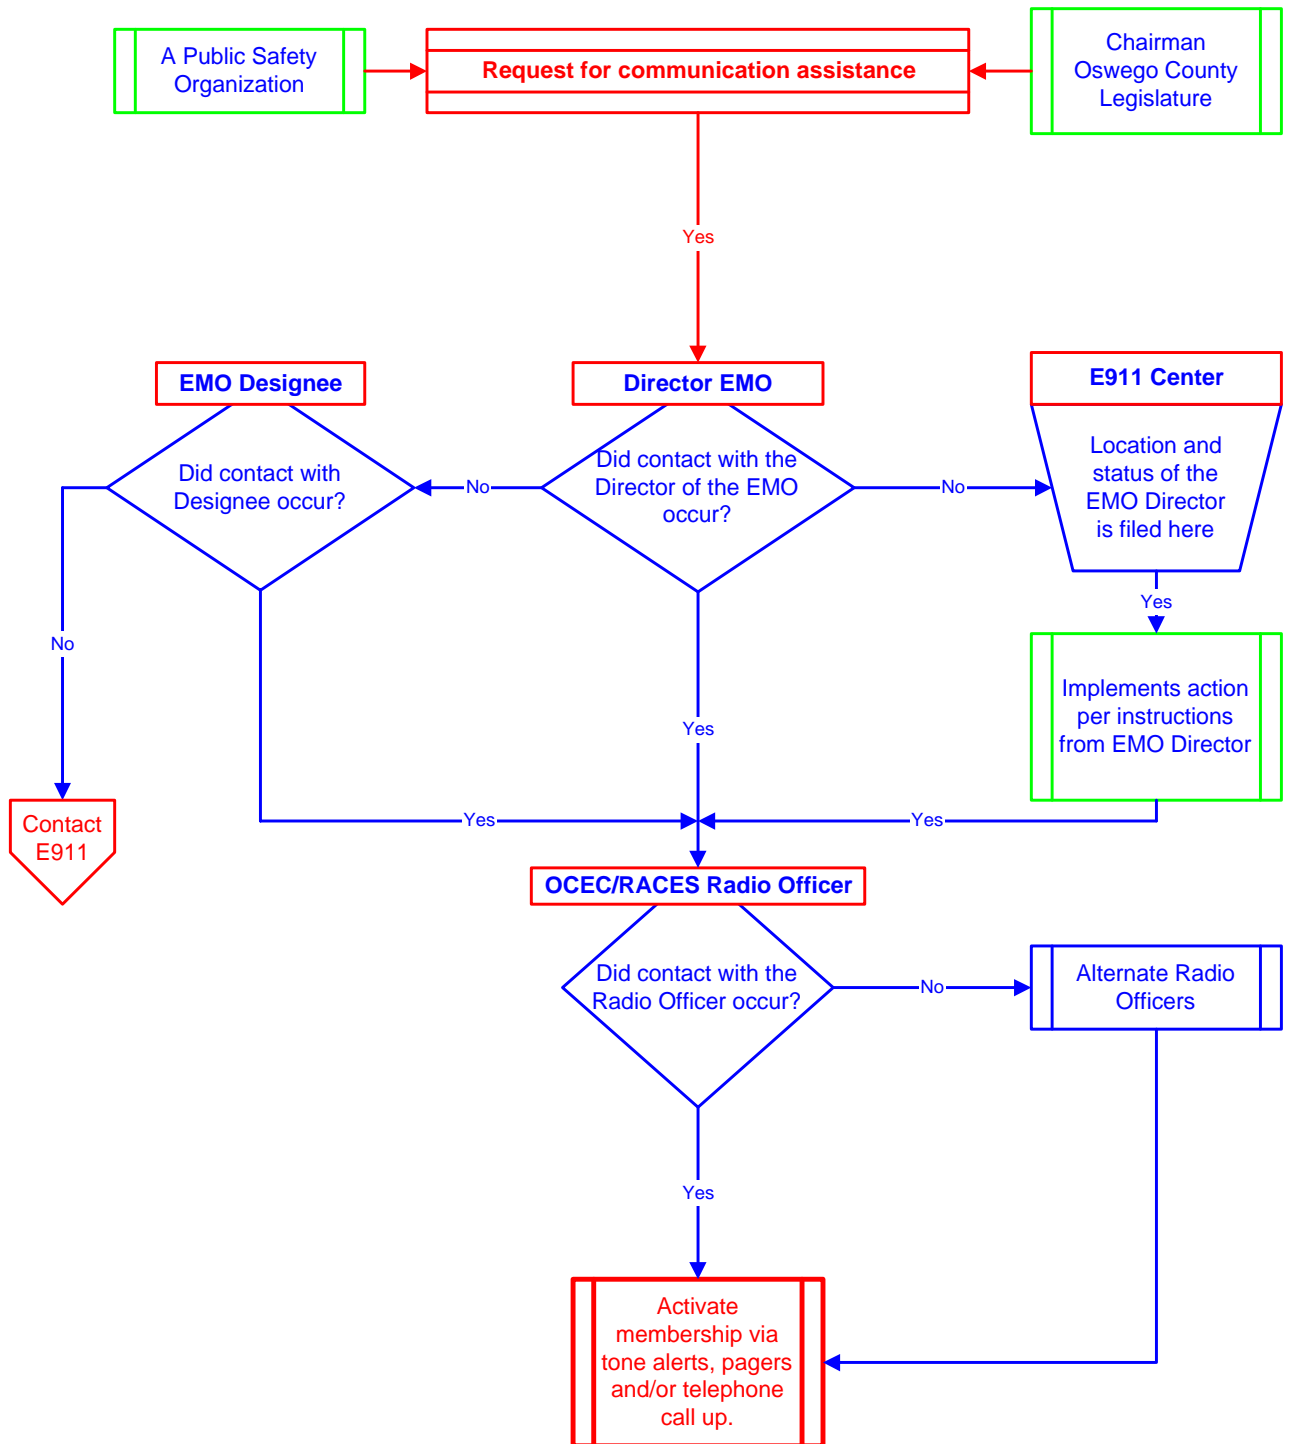 A Public Safety
Organization
Request for communication assistance
Chairman
Oswego County
Legislature
Yes
EMO Designee
Director EMO
E911 Center
Did contact with
Designee occur?
No
Did contact with the
Director of the EMO
occur?
No
Location and
status of the
EMO Director
is filed here
Yes
No
Implements action
per instructions
from EMO Director
Yes
Contact
E911
Yes
Yes
OCEC/RACES Radio Officer
Did contact with the
Radio Officer occur?
No
Alternate Radio
Officers
Yes
Activate
membership via
tone alerts, pagers
and/or telephone
call up.